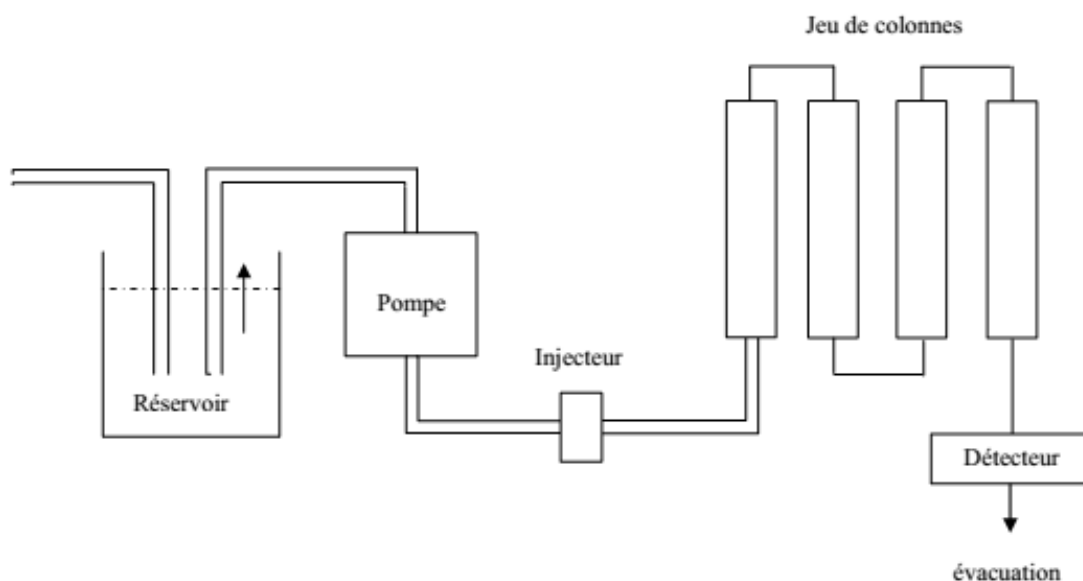 Jeu de colonnes
Pompe
Injecteur
Réservoir
Détecteur
évacuation